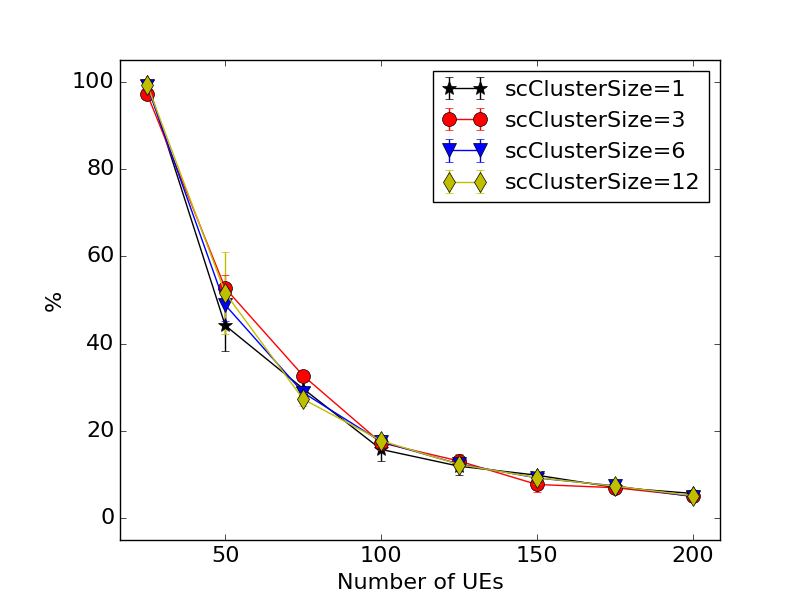 scClusterSize=1
scClusterSize=3
scClusterSize=6
scClusterSize=12
100
80
60
40
20
0
%
50 100 150 200
Number of UEs